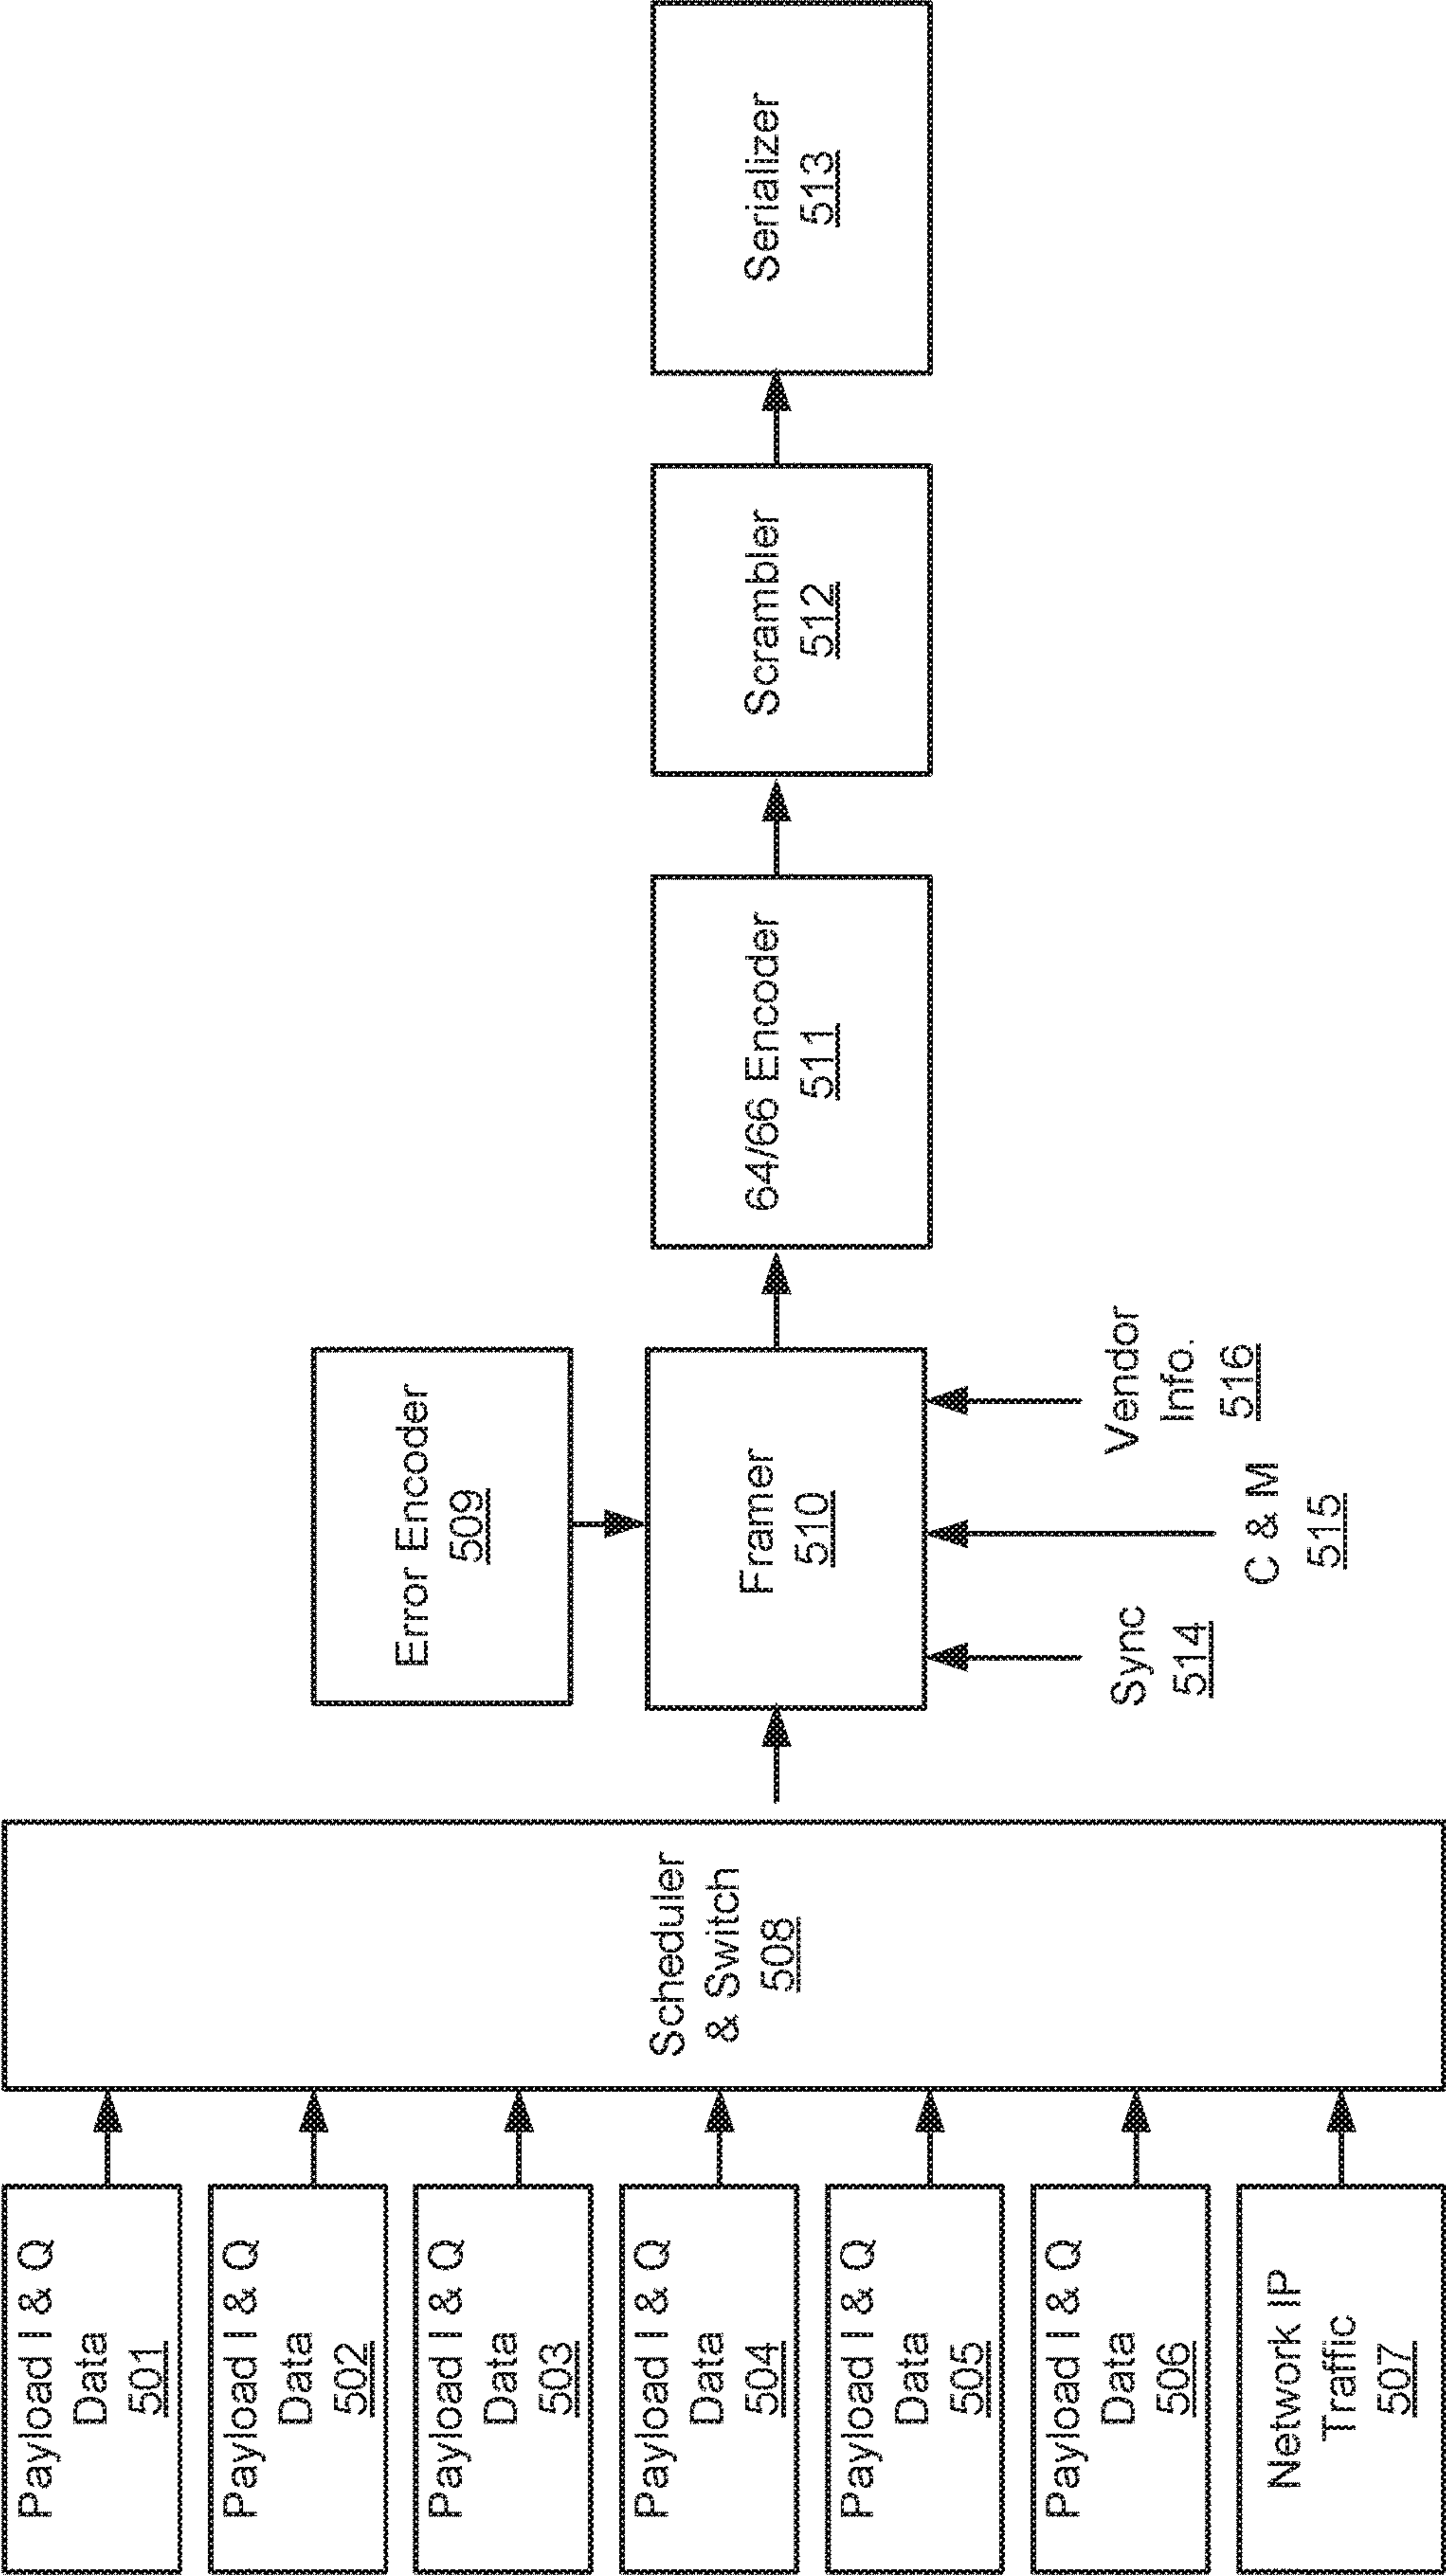 Payload I & Q
Data
501
Payload I & Q
Data
502
Payload I & Q
Data
503
Payload I & Q
Data
504
Payload I & Q
Data
505
Payload I & Q
Data
506
Network IP
Traffic
507
Scheduler
& Switch
508
Error Encoder
509
Framer
510
Sync
514
C & M
515
Vendor
Info.
516
64/66 Encoder
511
Scrambler
512
Serializer
513